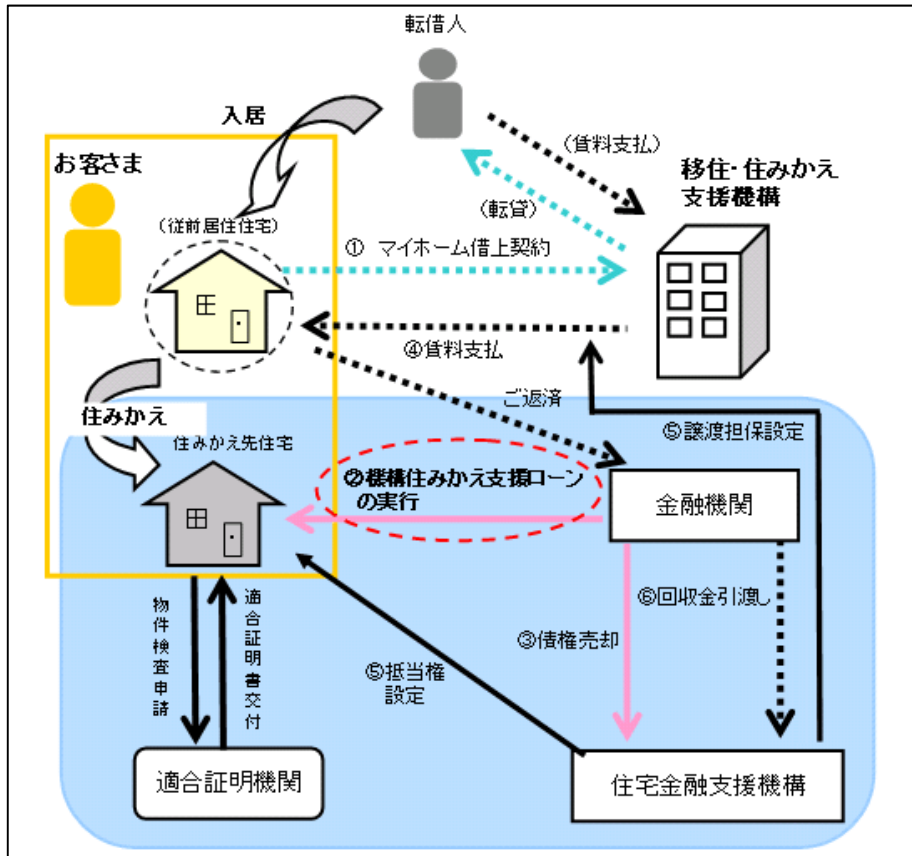 転借人
入居
お客さま
(従前居住住宅)
(賃料支払)
(転貸)
移住・住みかえ
支援機構
① マイホーム借上契約
④賃料支払
ご返済
⑤譲渡担保設定
住みかえ
住みかえ先住宅
②機構住みかえ支援ローン
の実行
金融機関
物件検査申請
適合証明書交付
⑤抵当権
設定
③債権売却
⑥回収金引渡し
適合証明機関
住宅金融支援機構